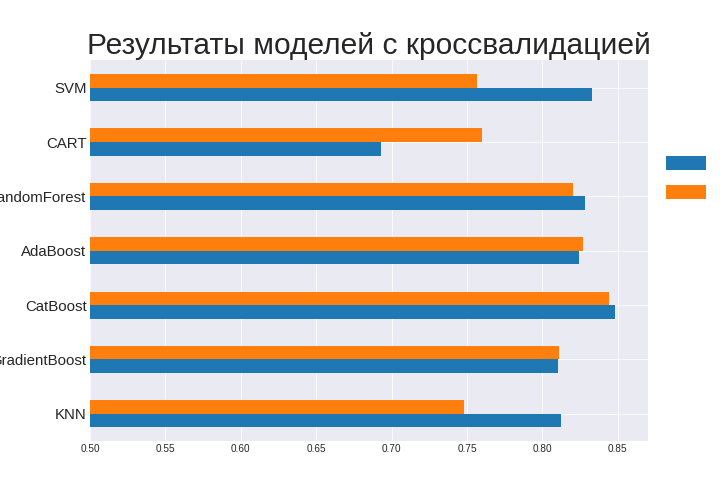 Результаты моделей с кроссвалидацией
SVM
CART
andomForest
AdaBoost
CatBoost
GradientBoost
KNN
0.50 0.55 0.60 0.65 0.70 0.75 0.80 0.85